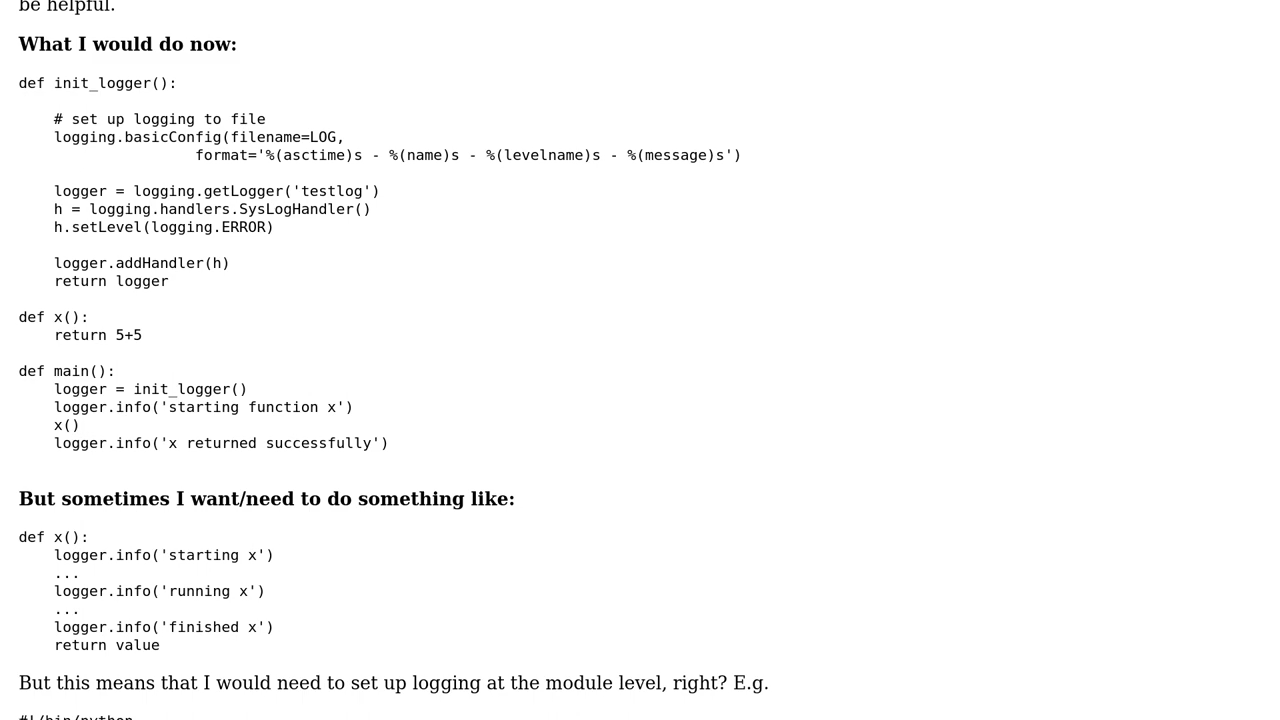 be helpful.
What I would do now:
def init_logger():
    # set up logging to file
    logging.basicConfig(filename=LOG,
                    format='%(asctime)s - %(name)s - %(levelname)s - %(message)s')
    logger = logging.getLogger('testlog')
    h = logging.handlers.SysLogHandler()
    h.setLevel(logging.ERROR)
    logger.addHandler(h)
    return logger
def x():
    return 5+5
def main():
    logger = init_logger()
    logger.info('starting function x')
    x()
    logger.info('x returned successfully')
But sometimes I want/need to do something like:
def x():
    logger.info('starting x')
    ...
    logger.info('running x')
    ...
    logger.info('finished x')
    return value
But this means that I would need to set up logging at the module level, right? E.g.
#!/bin/python